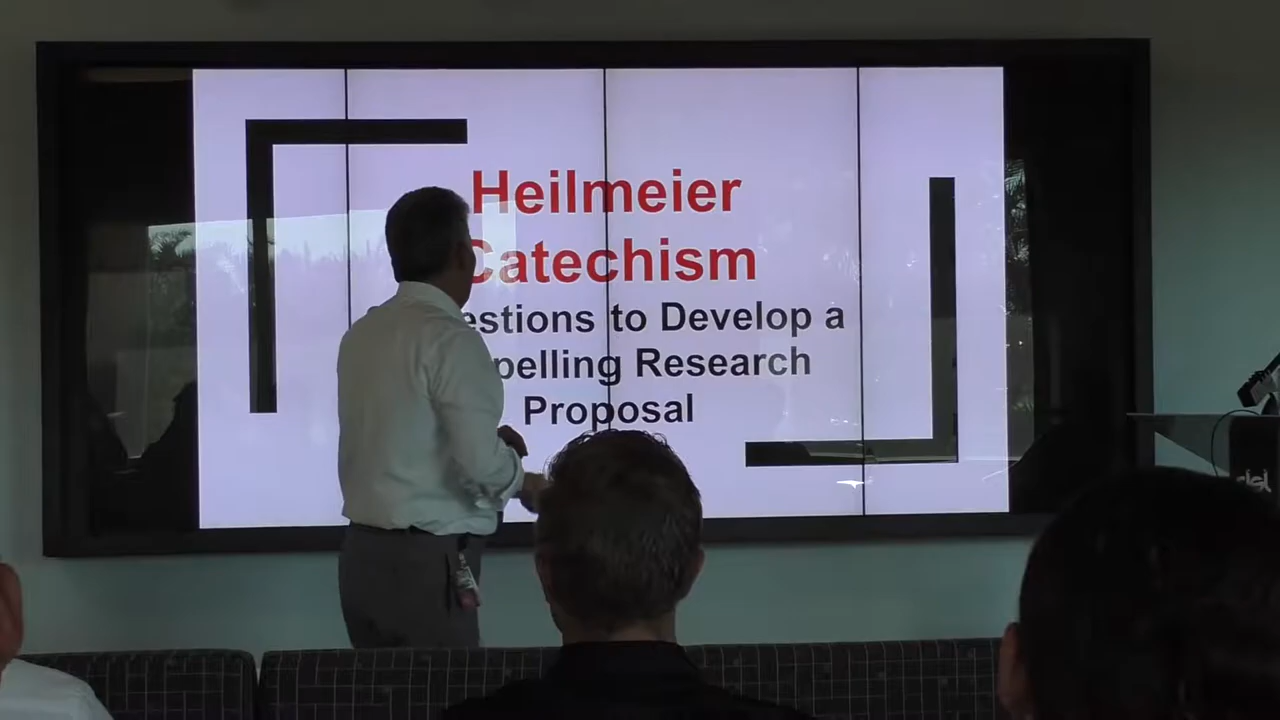 Heilmeier
Catechism
estions to Develop a
pelling Research
Proposal